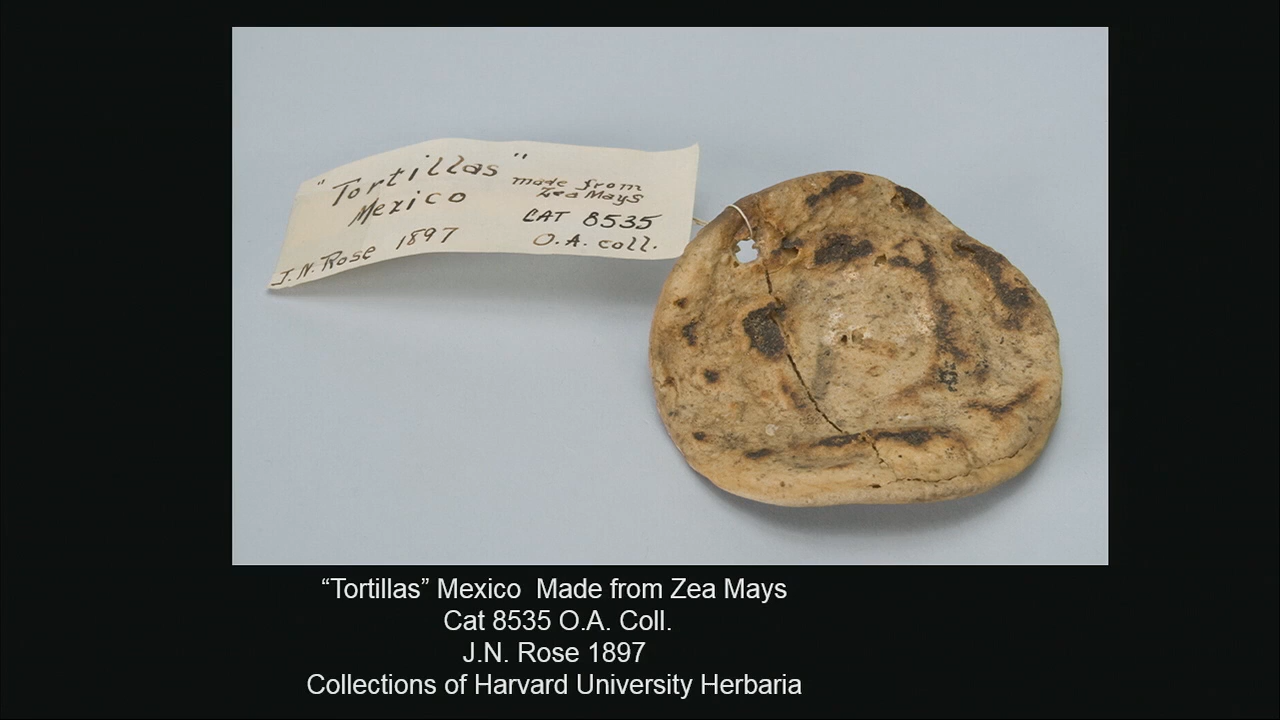 "Tortillas"
Mexico
J.N. Rose 1897
made from
Zea Mays
CAT 8535
O.A. coll.
“Tortillas” Mexico  Made from Zea Mays
Cat 8535 O.A. Coll.
J.N. Rose 1897
Collections of Harvard University Herbaria